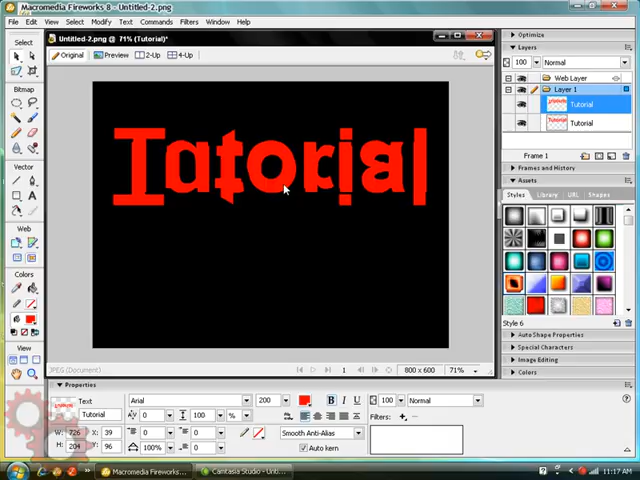 Macromedia Fireworks 8 - Untitled-2.png
File Edit View Select Modify Text Commands Filters Window Help
Select
Bitmap
Vector
Web
Colors
View
Untitled-2.png @ 71% (Tutorial*)
Original Preview 2-Up 4-Up
Tutorial
JPEG (Document)
1
800 x 600
71%
Optimize
Layers
100 Normal
Web Layer
Layer 1
Tutorial
Tutorial
Frame 1
Frames and History
Assets
Styles Library URL Shapes
Style 6
Auto Shape Properties
Special Characters
Image Editing
Colors
Properties
Text
Tutorial
Arial 200 B I U 100 Normal
0 100 % Filters:
W: 726 X: 39 0 0 Smooth Anti-Alias
H: 204 Y: 96 100% 0 Auto kern
Macromedia Fireworks... Camtasia Studio - Unti... 11:17 AM